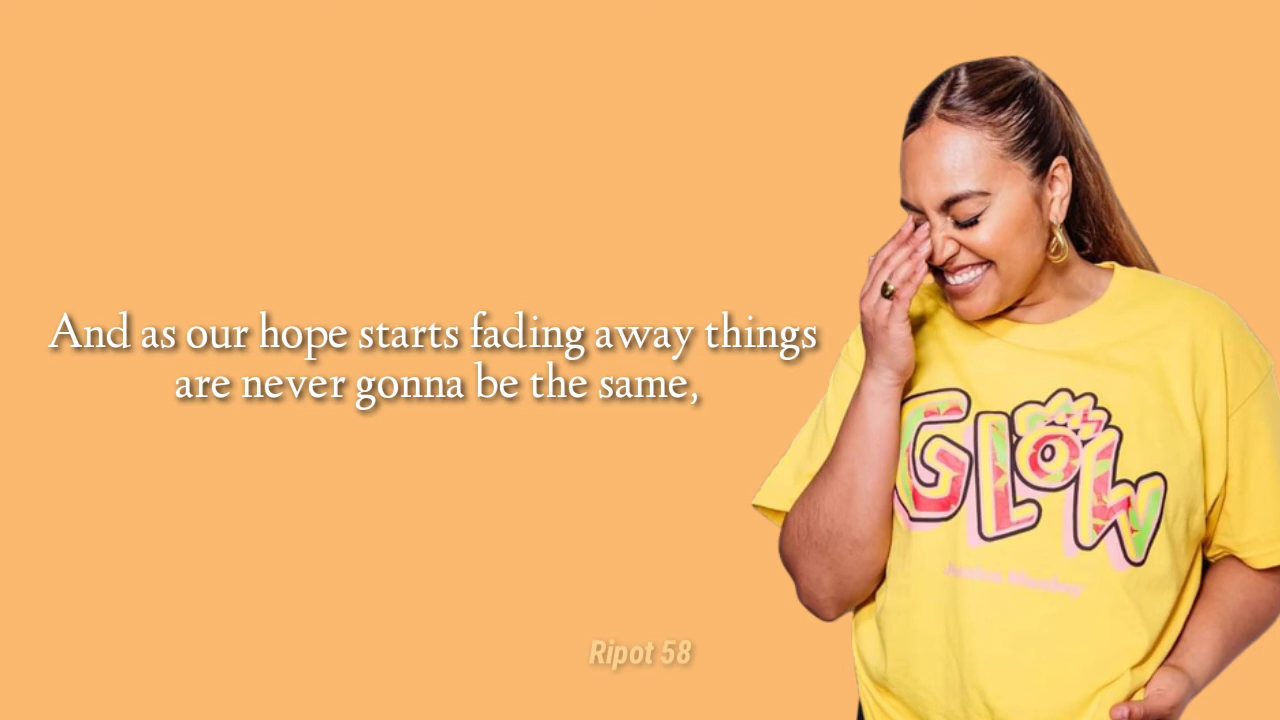 And as our hope starts fading away things
are never gonna be the same,
GLOW
Ripot 58